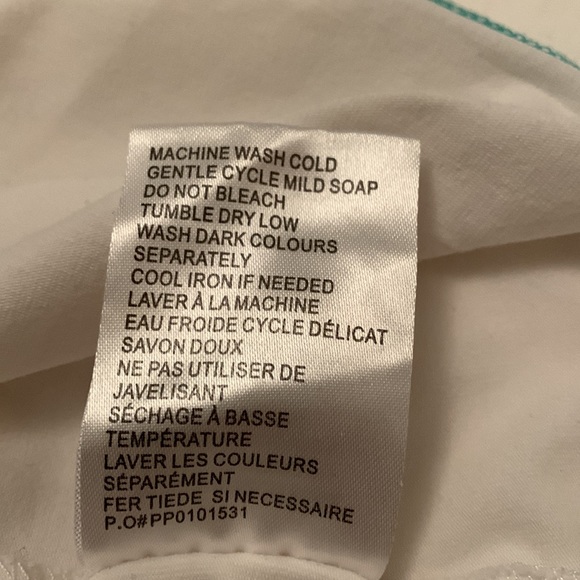 MACHINE WASH COLD
GENTLE CYCLE MILD SOAP
DO NOT BLEACH
TUMBLE DRY LOW
WASH DARK COLOURS
SEPARATELY
COOL IRON IF NEEDED
LAVER À LA MACHINE
EAU FROIDE CYCLE DÉLICAT
SAVON DOUX
NE PAS UTILISER DE
JAVELISANT
SÉCHAGE À BASSE
TEMPÉRATURE
LAVER LES COULEURS
SÉPARÉMENT
FER TIEDE SI NECESSAIRE
P.O#PP0101531